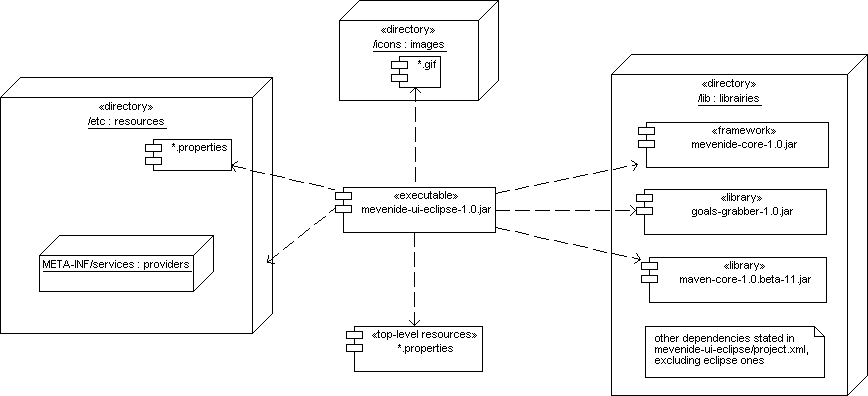 «directory»
/icons : images
*.gif
«directory»
/etc : resources
*.properties
META-INF/services : providers
«executable»
mevenide-ui-eclipse-1.0.jar
«top-level resources»
*.properties
«directory»
/lib : librairies
«framework»
mevenide-core-1.0.jar
«library»
goals-grabber-1.0.jar
«library»
maven-core-1.0.beta-11.jar
other dependencies stated in
mevenide-ui-eclipse/project.xml,
excluding eclipse ones